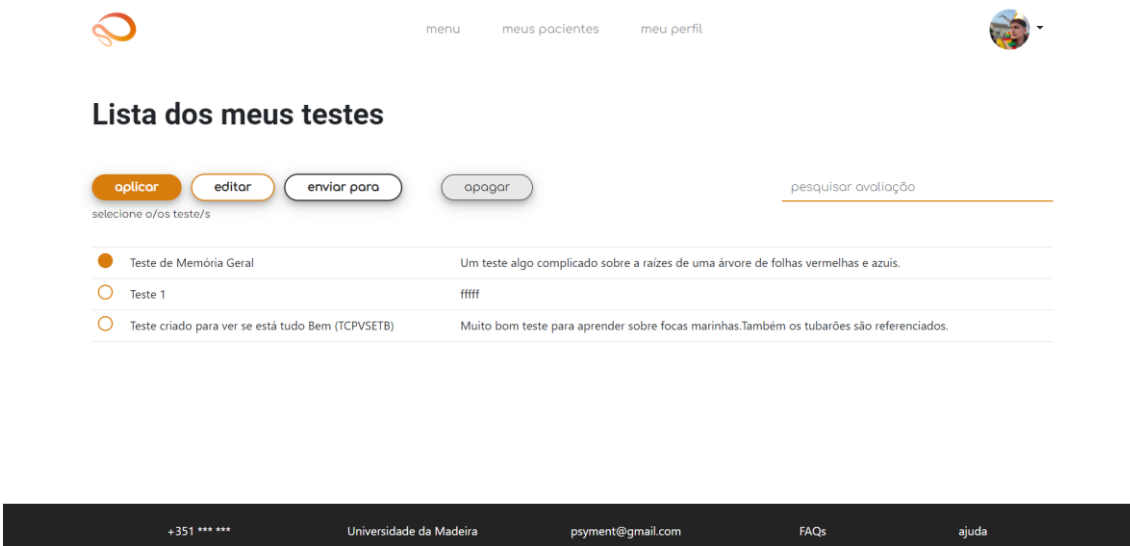 menu meus pacientes meu perfil
Lista dos meus testes
aplicar editar enviar para apagar pesquisar avaliação
selecione o/os teste/s
Teste de Memória Geral Um teste algo complicado sobre a raízes de uma árvore de folhas vermelhas e azuis.
Teste 1 fffff
Teste criado para ver se está tudo Bem (TCPVSETB) Muito bom teste para aprender sobre focas marinhas.Também os tubarões são referenciados.
+351 *** *** Universidade da Madeira psyment@gmail.com FAQs ajuda